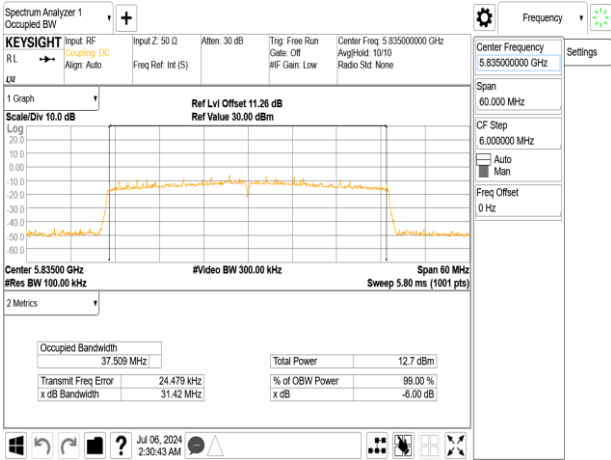 Spectrum Analyzer 1
Occupied BW
Frequency
KEYSIGHT
Input: RF
Input Z: 50 Ω
Atten: 30 dB
Trig: Free Run
Center Freq: 5.835000000 GHz
RL
Coupling: DC
Gate: Off
Avg|Hold: 10/10
Align: Auto
Freq Ref: Int (S)
#IF Gain: Low
Radio Std: None
LXI
Center Frequency
5.835000000 GHz
Settings
Span
60.000 MHz
CF Step
6.000000 MHz
Auto
Man
Freq Offset
0 Hz
1 Graph
Ref Lvl Offset 11.26 dB
Scale/Div 10.0 dB
Ref Value 30.00 dBm
Log
20.0
10.0
0.00
-10.0
-20.0
-30.0
-40.0
-50.0
-60.0
Center 5.83500 GHz
#Video BW 300.00 kHz
Span 60 MHz
#Res BW 100.00 kHz
Sweep 5.80 ms (1001 pts)
2 Metrics
Occupied Bandwidth
37.509 MHz
Total Power
12.7 dBm
Transmit Freq Error
24.479 kHz
% of OBW Power
99.00 %
x dB Bandwidth
31.42 MHz
x dB
-6.00 dB
Jul 06, 2024
2:30:43 AM